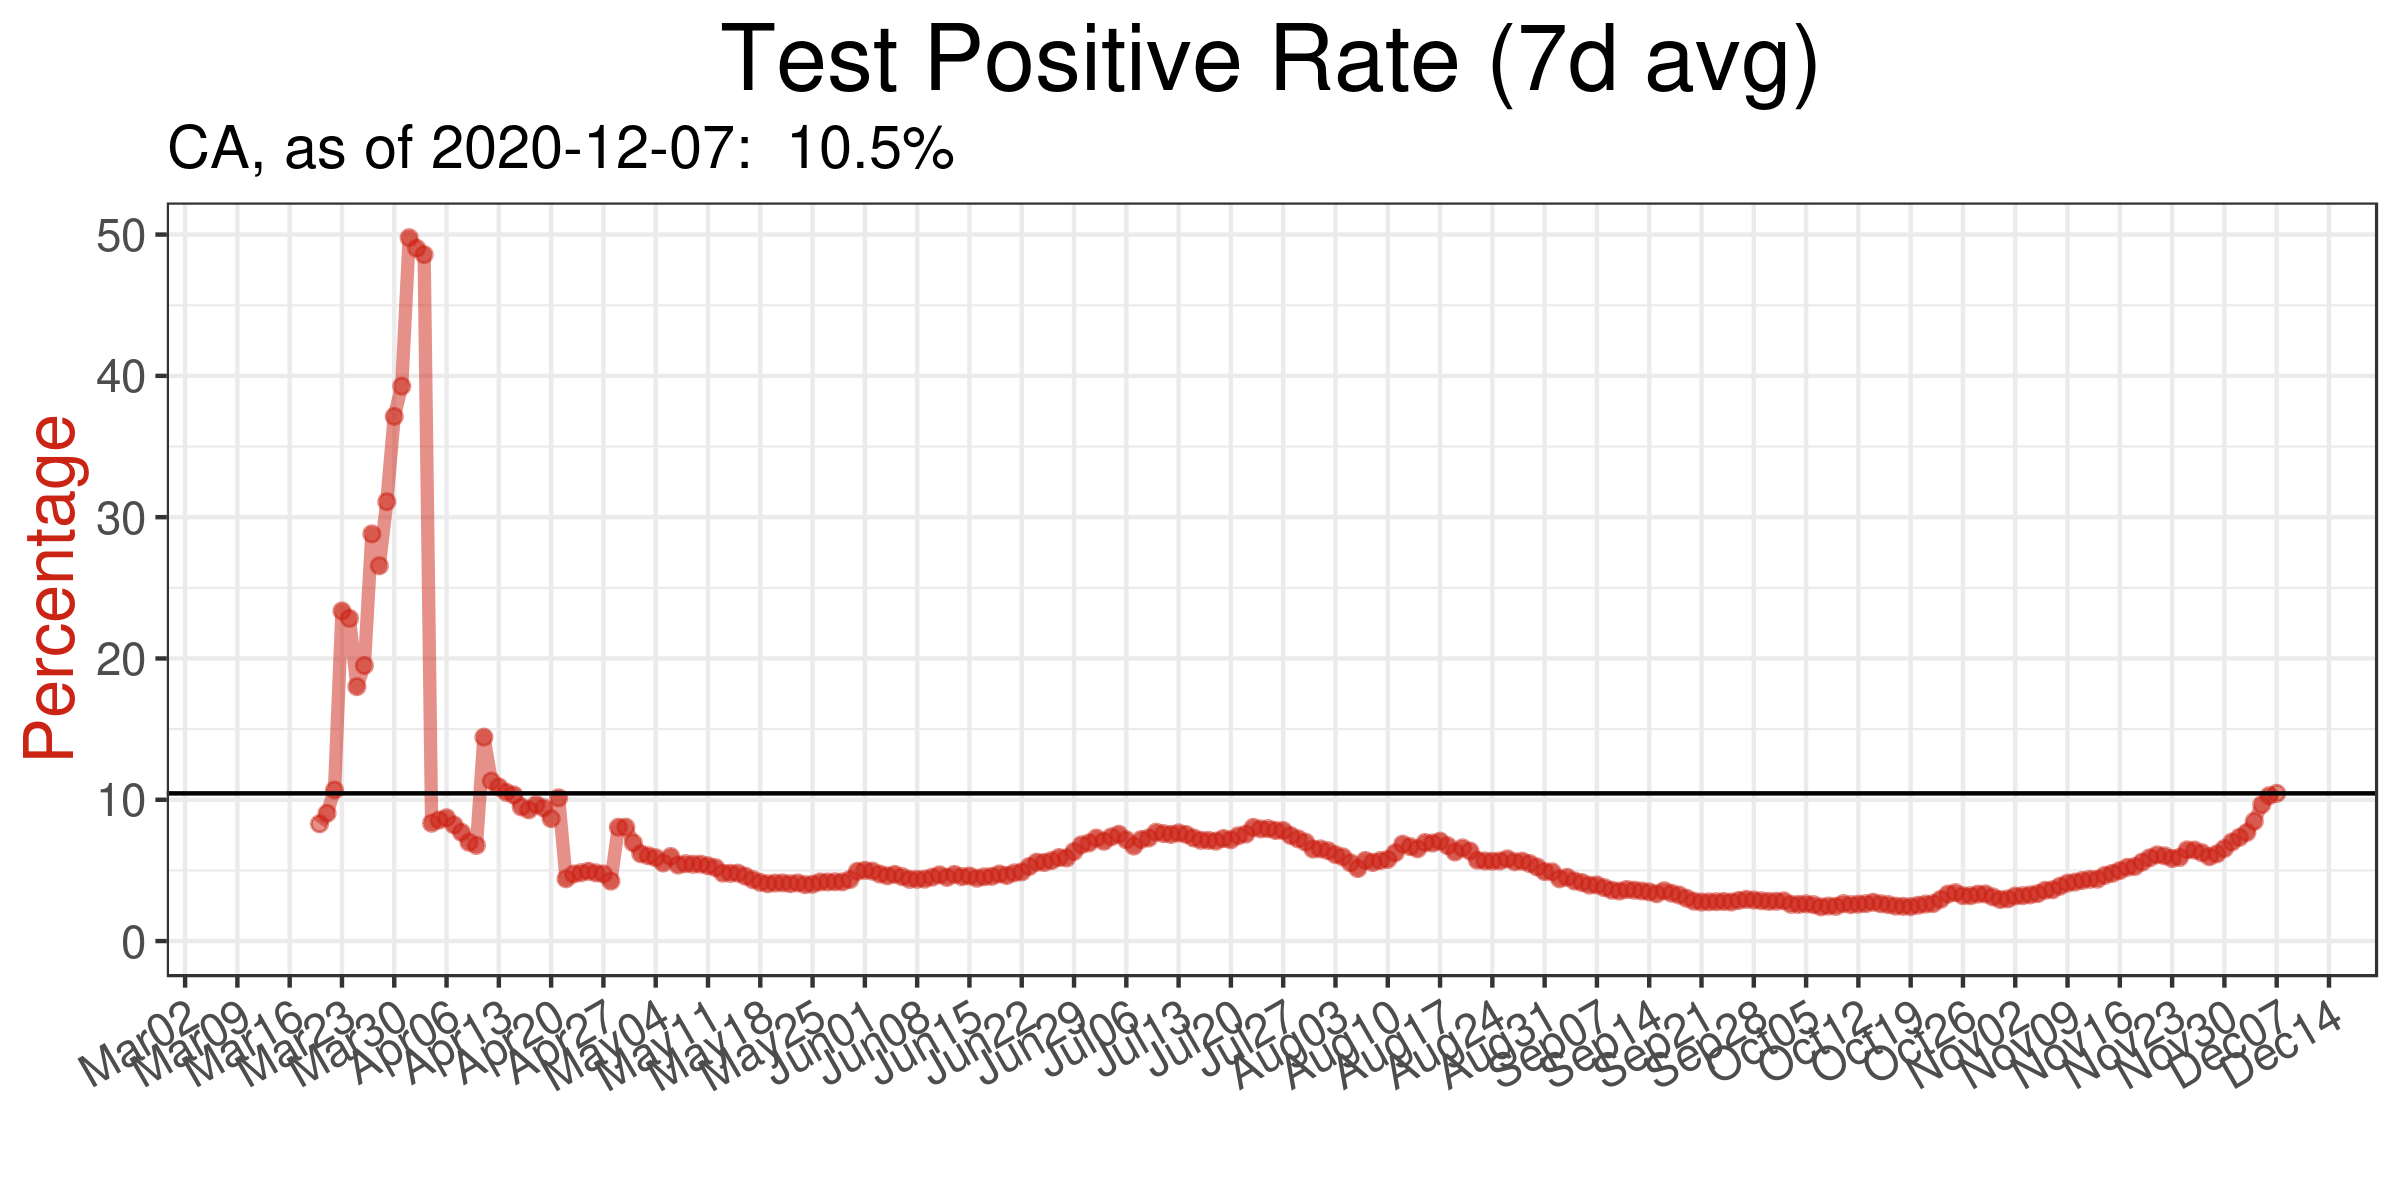 Test Positive Rate (7d avg)
CA, as of 2020-12-07:  10.5%
Percentage
50
40
30
20
10
0
Mar02
Mar09
Mar16
Mar23
Mar30
Apr06
Apr13
Apr20
Apr27
May04
May11
May18
May25
Jun01
Jun08
Jun15
Jun22
Jun29
Jul06
Jul13
Jul20
Jul27
Aug03
Aug10
Aug17
Aug24
Aug31
Sep07
Sep14
Sep21
Sep28
Oct05
Oct12
Oct19
Oct26
Nov02
Nov09
Nov16
Nov23
Nov30
Dec07
Dec14